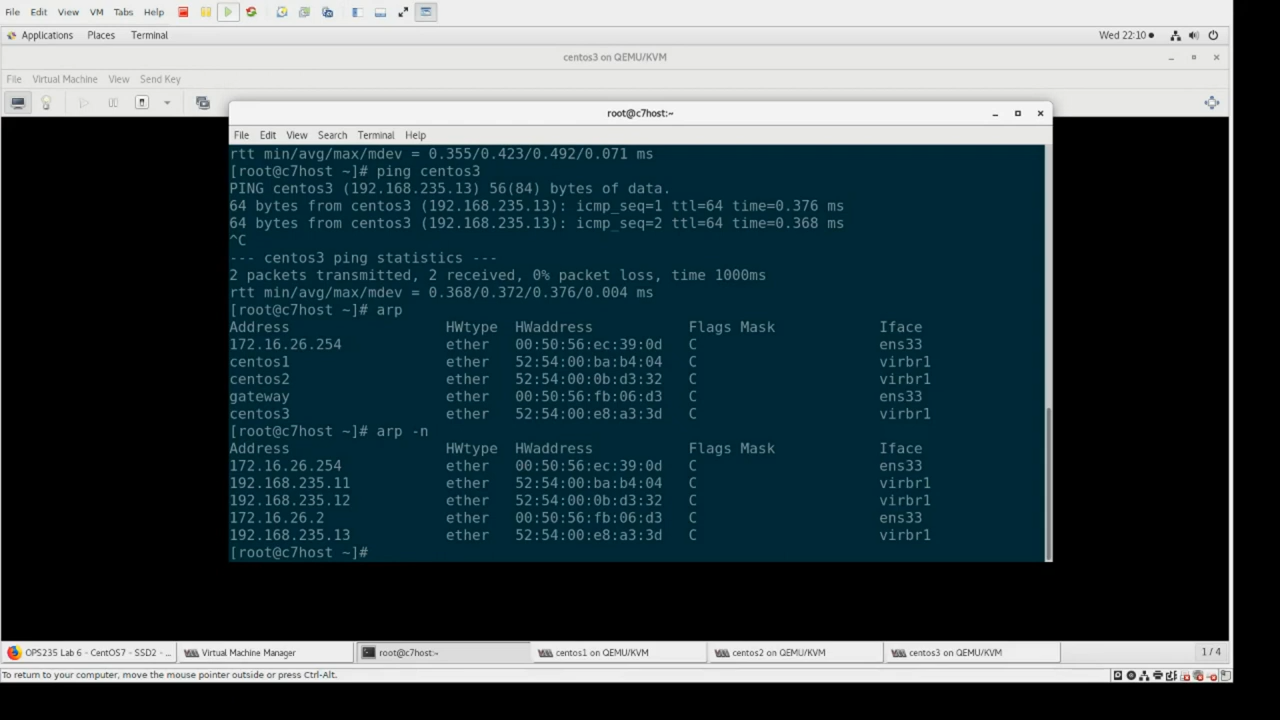 File Edit View VM Tabs Help
Applications Places Terminal Wed 22:10
centos3 on QEMU/KVM
File Virtual Machine View Send Key
root@c7host:~
File Edit View Search Terminal Help
rtt min/avg/max/mdev = 0.355/0.423/0.492/0.071 ms
[root@c7host ~]# ping centos3
PING centos3 (192.168.235.13) 56(84) bytes of data.
64 bytes from centos3 (192.168.235.13): icmp_seq=1 ttl=64 time=0.376 ms
64 bytes from centos3 (192.168.235.13): icmp_seq=2 ttl=64 time=0.368 ms
^C
--- centos3 ping statistics ---
2 packets transmitted, 2 received, 0% packet loss, time 1000ms
rtt min/avg/max/mdev = 0.368/0.372/0.376/0.004 ms
[root@c7host ~]# arp
Address HWtype HWaddress Flags Mask Iface
172.16.26.254 ether 00:50:56:ec:39:0d C ens33
centos1 ether 52:54:00:ba:b4:04 C virbr1
centos2 ether 52:54:00:0b:d3:32 C virbr1
gateway ether 00:50:56:fb:06:d3 C ens33
centos3 ether 52:54:00:e8:a3:3d C virbr1
[root@c7host ~]# arp -n
Address HWtype HWaddress Flags Mask Iface
172.16.26.254 ether 00:50:56:ec:39:0d C ens33
192.168.235.11 ether 52:54:00:ba:b4:04 C virbr1
192.168.235.12 ether 52:54:00:0b:d3:32 C virbr1
172.16.26.2 ether 00:50:56:fb:06:d3 C ens33
192.168.235.13 ether 52:54:00:e8:a3:3d C virbr1
[root@c7host ~]#
OPS235 Lab 6 - CentOS7 - SSD2 - ... Virtual Machine Manager root@c7host:~ centos1 on QEMU/KVM centos2 on QEMU/KVM centos3 on QEMU/KVM 1 / 4
To return to your computer, move the mouse pointer outside or press Ctrl-Alt.